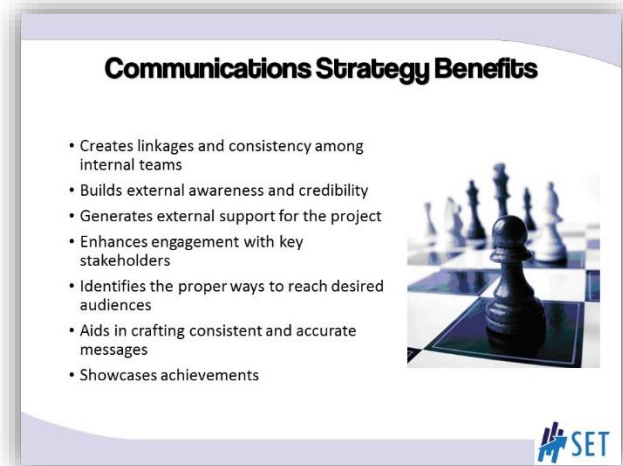 Communications Strategy Benefits
• Creates linkages and consistency among
internal teams
• Builds external awareness and credibility
• Generates external support for the project
• Enhances engagement with key
stakeholders
• Identifies the proper ways to reach desired
audiences
• Aids in crafting consistent and accurate
messages
• Showcases achievements
SET